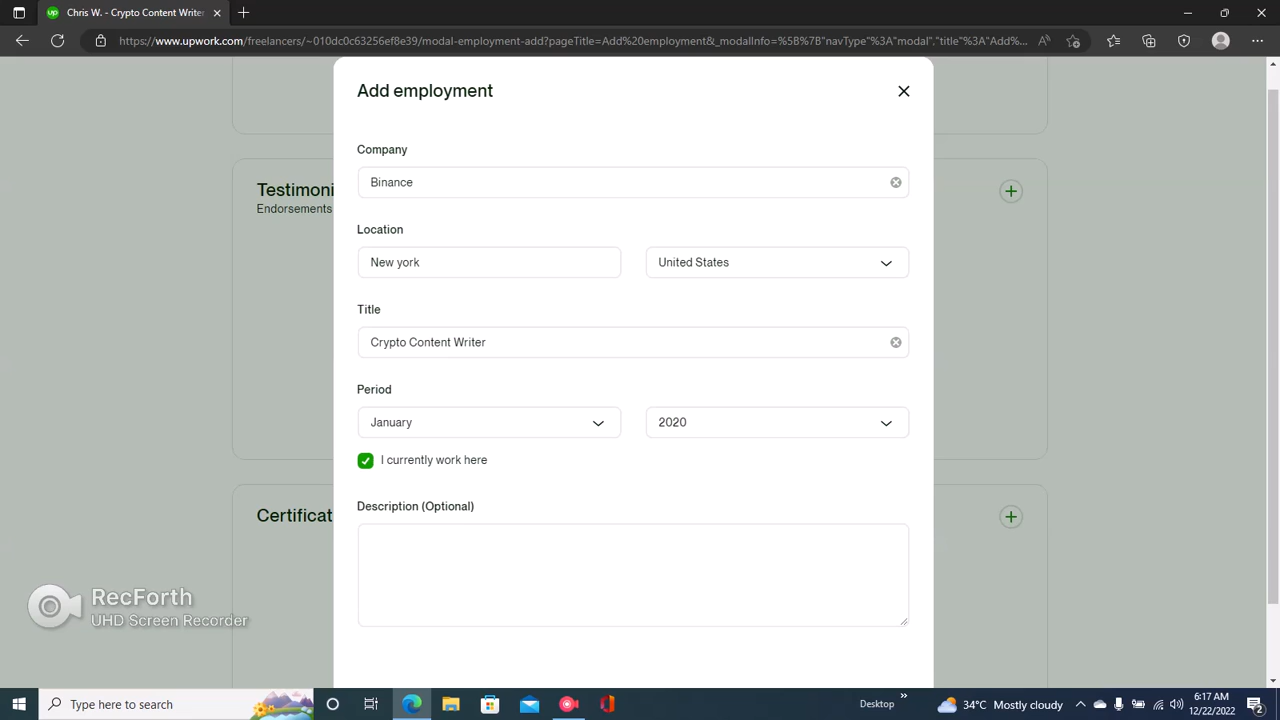 Chris W. - Crypto Content Writer
https://www.upwork.com/freelancers/~010dc0c63256ef8e39/modal-employment-add?pageTitle=Add%20employment&_modalInfo=%5B%7B"navType"%3A"modal","title"%3A"Add%...
Add employment
Company
Binance
Testimoni
Endorsements
Location
New york
United States
Title
Crypto Content Writer
Period
January
2020
I currently work here
Description (Optional)
Certificat
RecForth
UHD Screen Recorder
Type here to search
Desktop
34°C Mostly cloudy
6:17 AM
12/22/2022
2